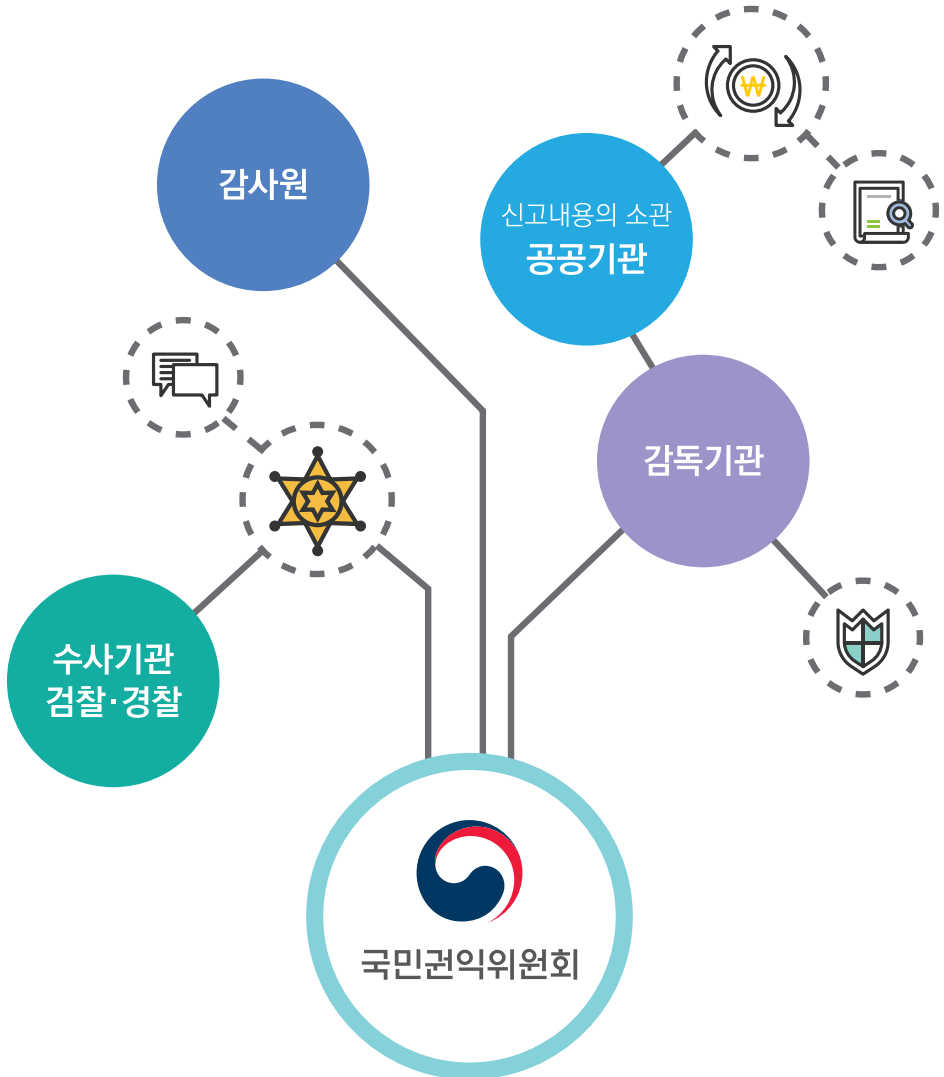 감사원
신고내용의 소관
공공기관
감독기관
수사기관
검찰·경찰
국민권익위원회